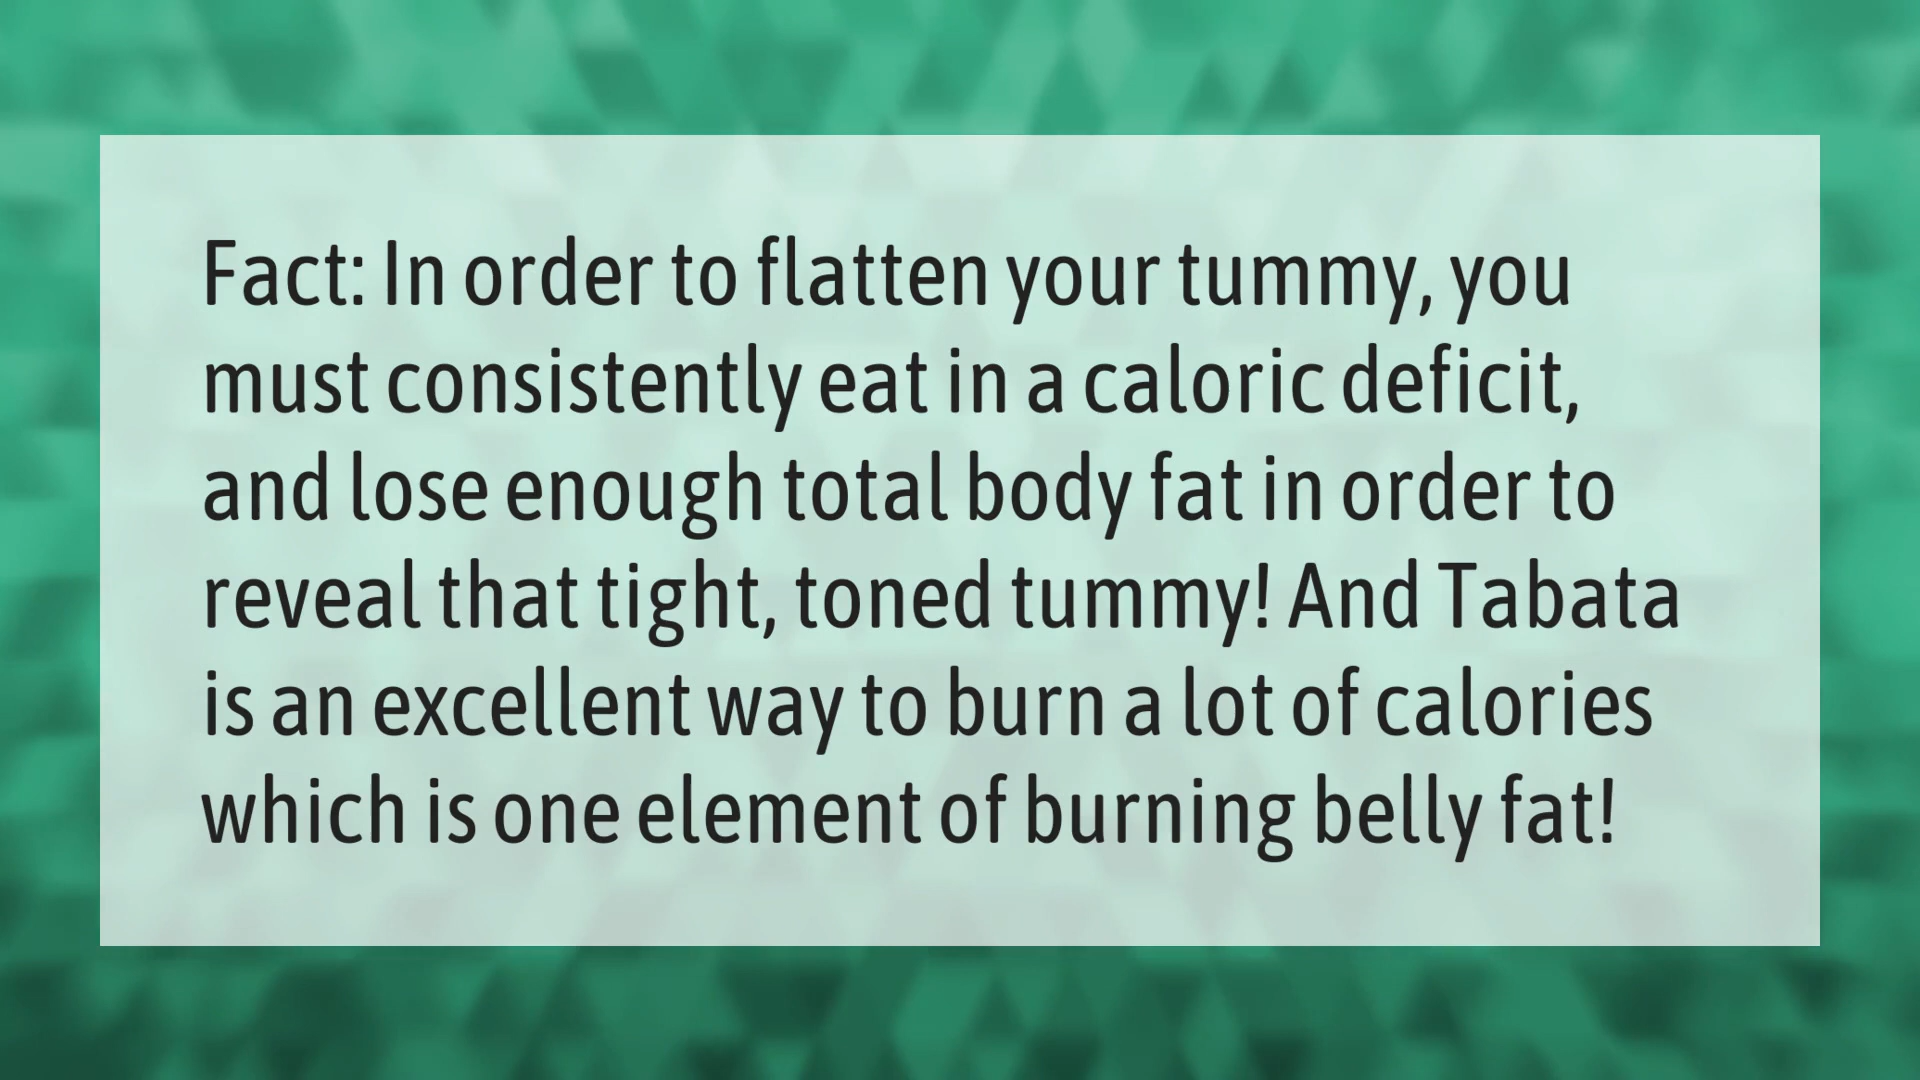 Fact: In order to flatten your tummy, you
must consistently eat in a caloric deficit,
and lose enough total body fat in order to
reveal that tight, toned tummy! And Tabata
is an excellent way to burn a lot of calories
which is one element of burning belly fat!